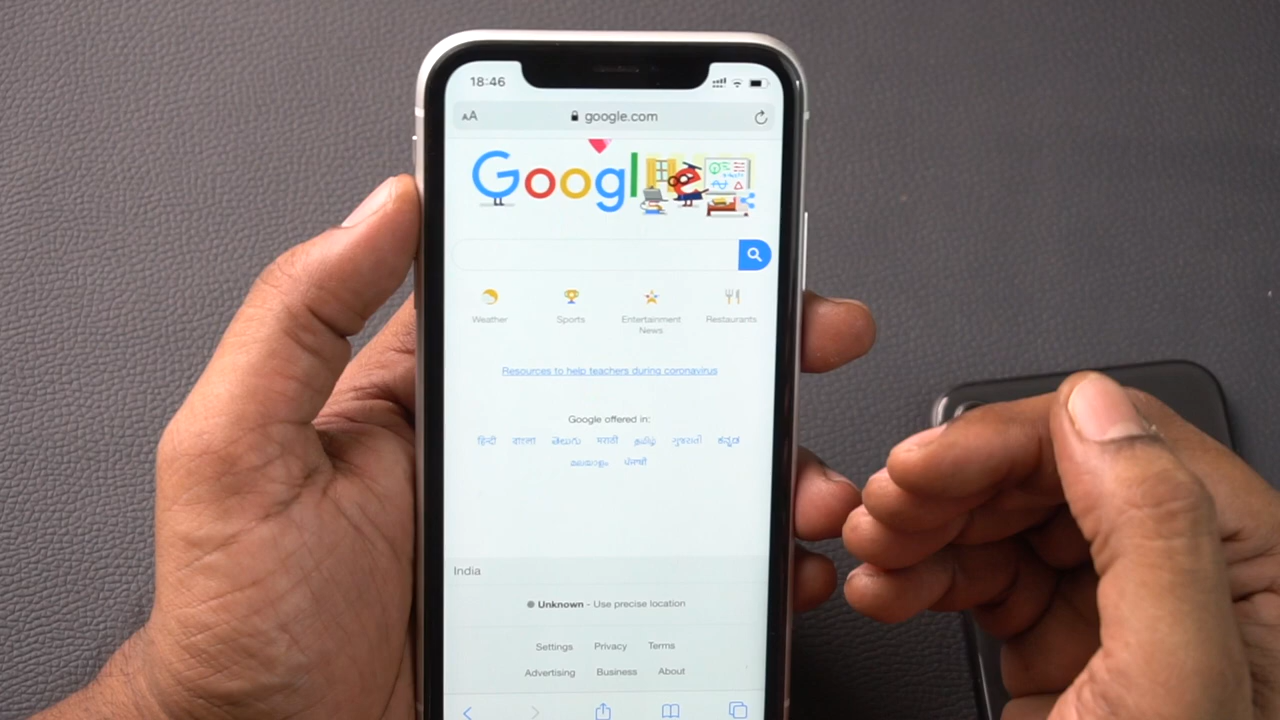 18:46
AA google.com
Google
Weather Sports Entertainment News Restaurants
Resources to help teachers during coronavirus
Google offered in:
हिन्दी বাংলা తెలుగు मराठी தமிழ் ગુજરાતી ಕನ್ನಡ
മലയാളം ਪੰਜਾਬੀ
India
Unknown - Use precise location
Settings Privacy Terms
Advertising Business About